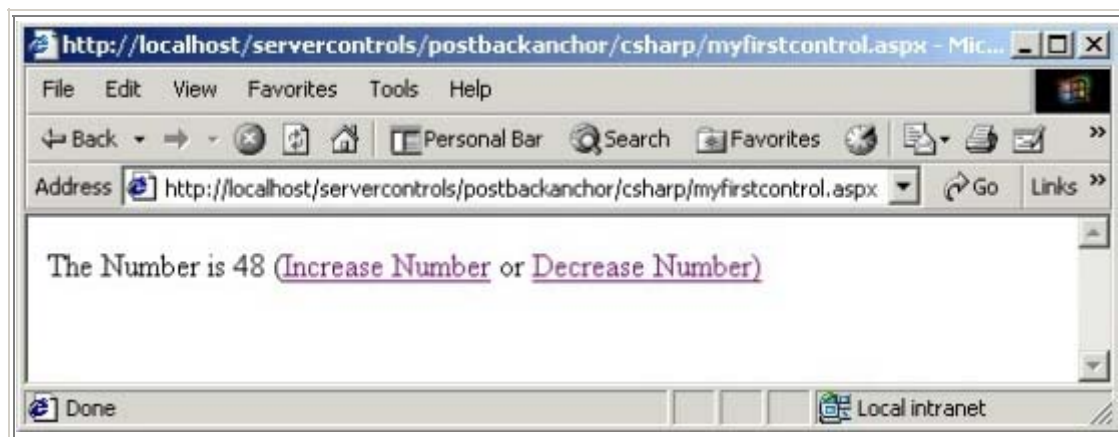 http://localhost/servercontrols/postbackanchor/csharp/myfirstcontrol.aspx - Mic...
File Edit View Favorites Tools Help
Back Personal Bar Search Favorites »
Address http://localhost/servercontrols/postbackanchor/csharp/myfirstcontrol.aspx Go Links »
The Number is 48 (Increase Number or Decrease Number)
Done Local intranet